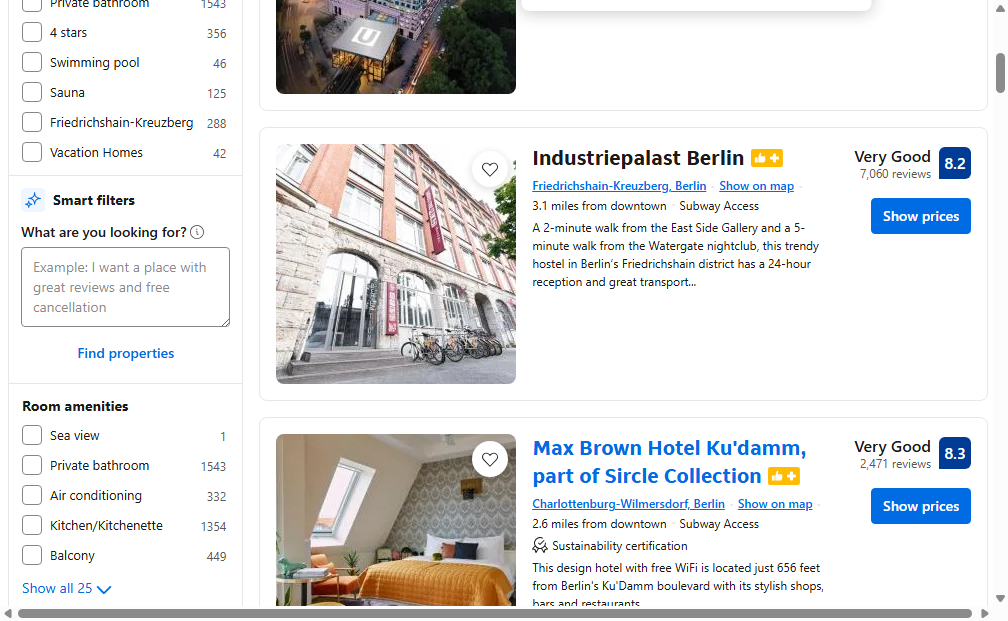 Private bathroom 1543
4 stars 356
Swimming pool 46
Sauna 125
Friedrichshain-Kreuzberg 288
Vacation Homes 42
Smart filters
What are you looking for?
Example: I want a place with
great reviews and free
cancellation
Find properties
Room amenities
Sea view 1
Private bathroom 1543
Air conditioning 332
Kitchen/Kitchenette 1354
Balcony 449
Show all 25
U
Industriepalast Berlin
Friedrichshain-Kreuzberg, Berlin · Show on map ·
3.1 miles from downtown · Subway Access
A 2-minute walk from the East Side Gallery and a 5-
minute walk from the Watergate nightclub, this trendy
hostel in Berlin's Friedrichshain district has a 24-hour
reception and great transport...
Very Good 8.2
7,060 reviews
Show prices
Max Brown Hotel Ku'damm,
part of Sircle Collection
Charlottenburg-Wilmersdorf, Berlin · Show on map ·
2.6 miles from downtown · Subway Access
Sustainability certification
This design hotel with free WiFi is located just 656 feet
from Berlin's Ku'Damm boulevard with its stylish shops,
bars and restaurants.
Very Good 8.3
2,471 reviews
Show prices